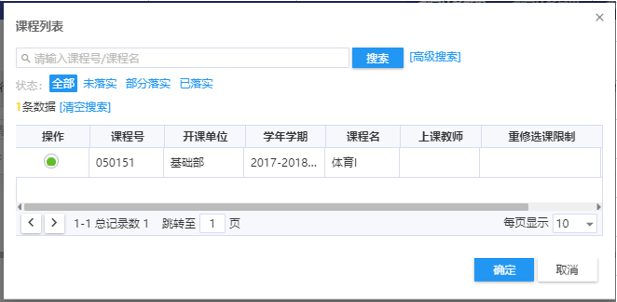 课程列表
请输入课程号/课程名 搜索 [高级搜索]
状态: 全部 未落实 部分落实 已落实
1条数据 [清空搜索]
操作 课程号 开课单位 学年学期 课程名 上课教师 重修选课限制
050151 基础部 2017-2018... 体育I
1-1 总记录数 1 跳转至 1 页 每页显示 10
确定 取消